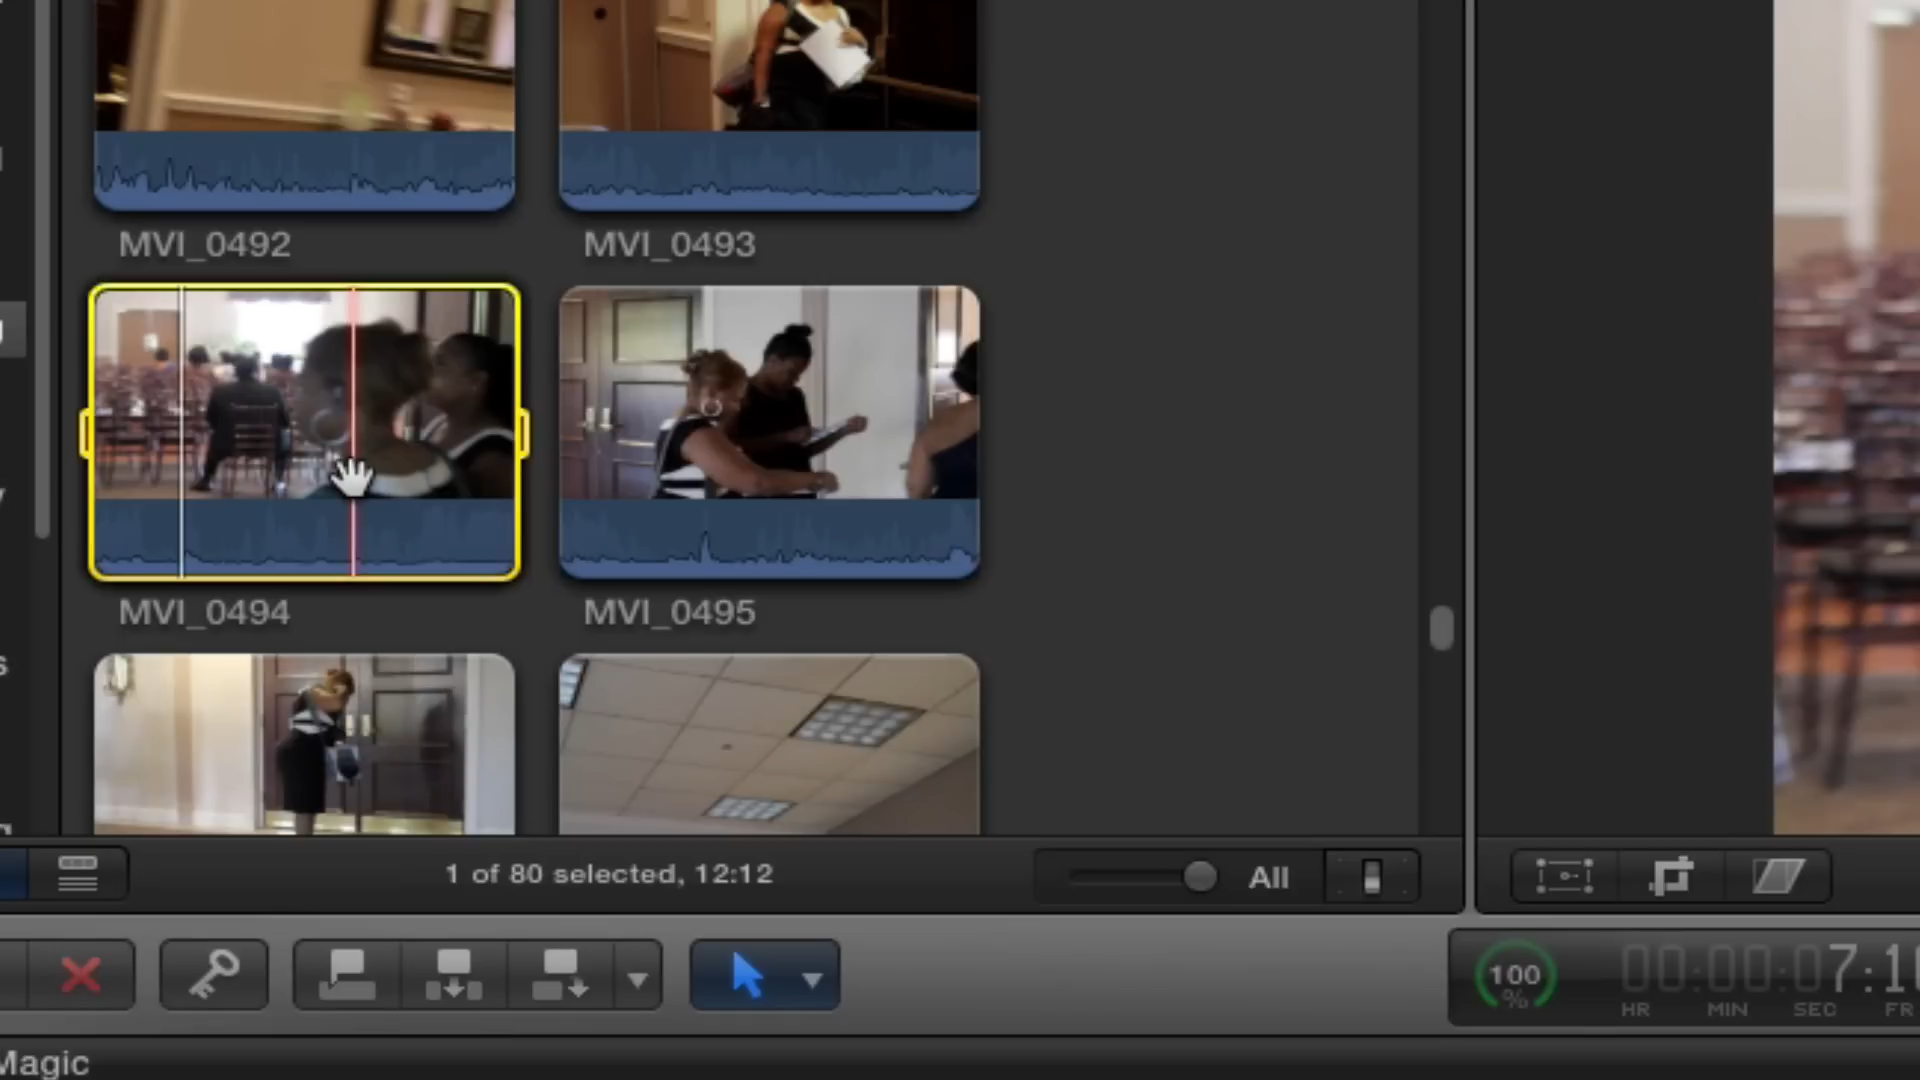 MVI_0492
MVI_0493
MVI_0494
MVI_0495
1 of 80 selected, 12:12
All
100
%
00:00:07:1
HR MIN SEC FR
Magic